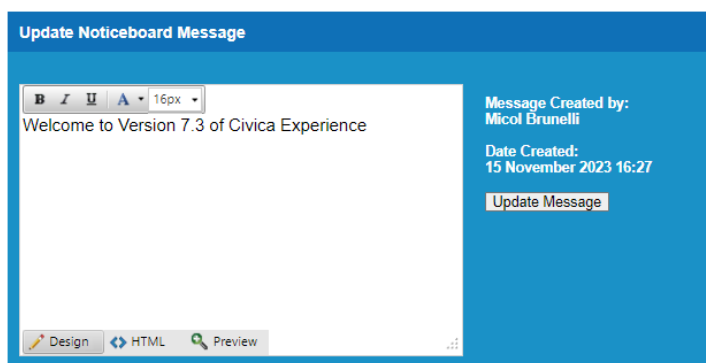 Update Noticeboard Message
B I U A 16px
Welcome to Version 7.3 of Civica Experience
Message Created by:
Micol Brunelli
Date Created:
15 November 2023 16:27
Update Message
Design HTML Preview